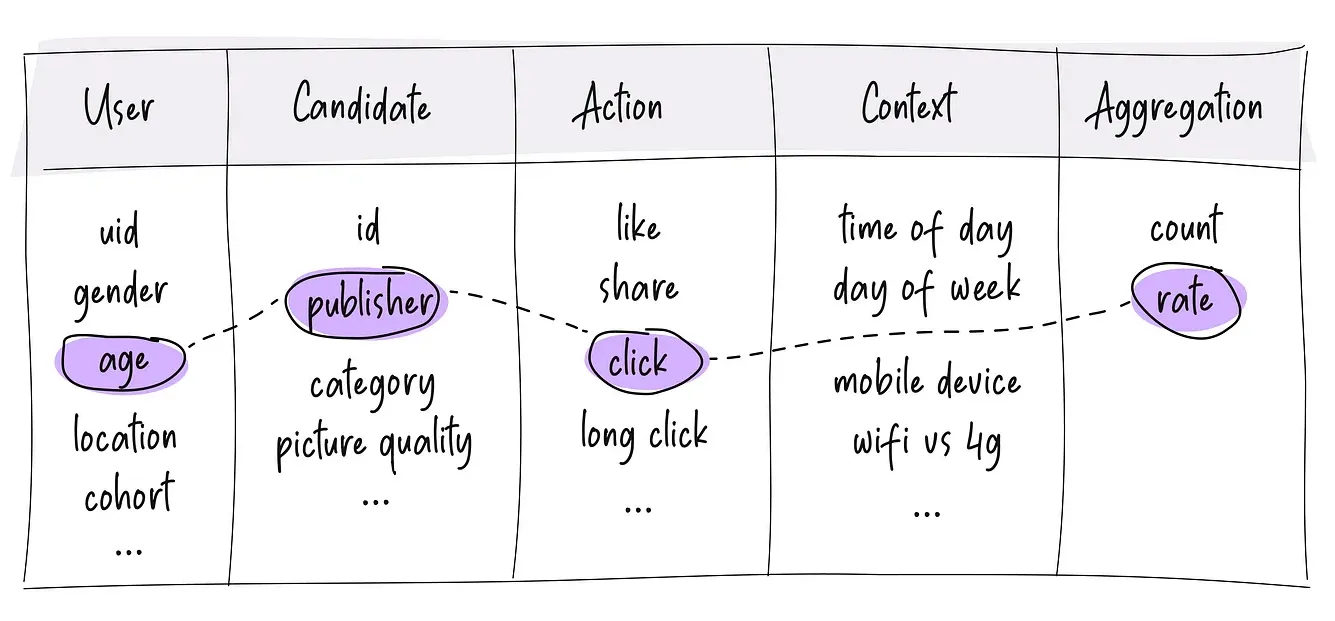 User Candidate Action Context Aggregation
uid id like time of day count
gender publisher share day of week rate
age category click mobile device
location picture quality long click wifi vs 4g
cohort ... ... ...
...